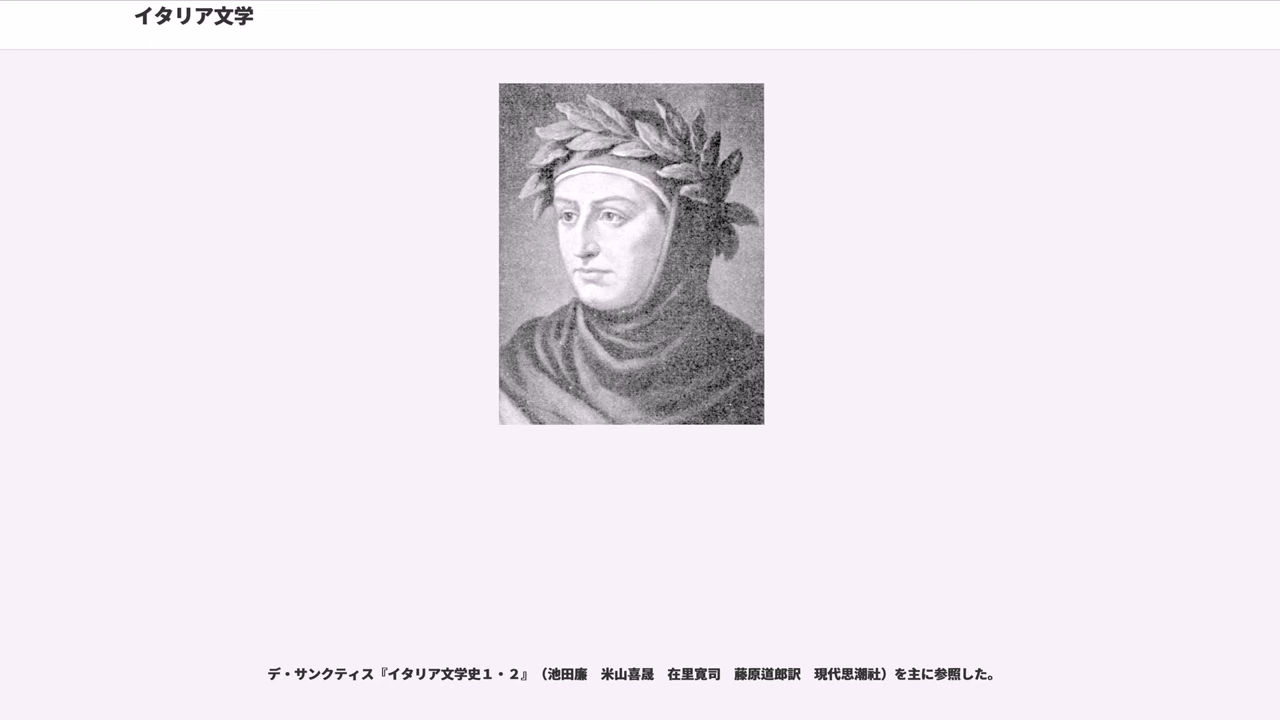 イタリア文学
デ・サンクティス『イタリア文学史１・２』（池田廉　米山喜晟　在里寛司　藤原道郎訳　現代思潮社）を主に参照した。